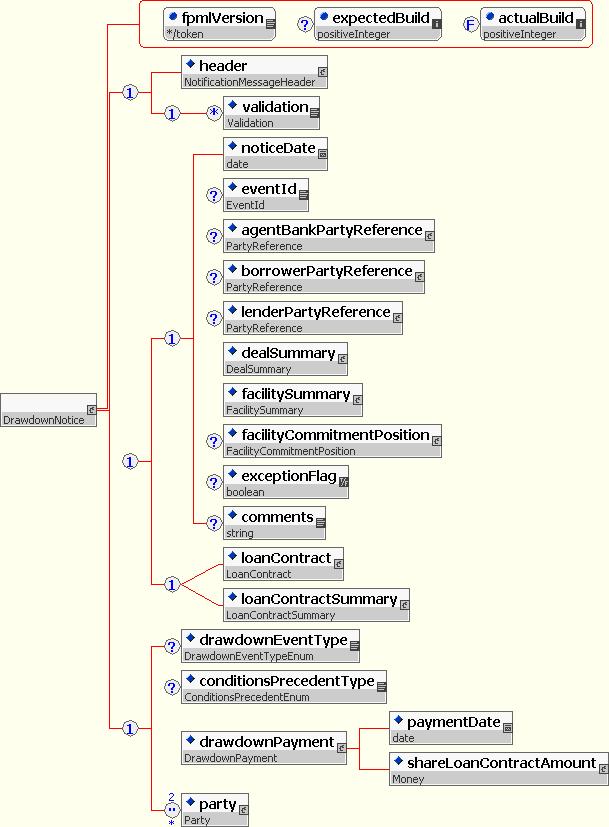 fpmlVersion
*/token
? expectedBuild
positiveInteger
F actualBuild
positiveInteger
1
header
NotificationMessageHeader
1
* validation
Validation
noticeDate
date
? eventId
EventId
? agentBankPartyReference
PartyReference
? borrowerPartyReference
PartyReference
? lenderPartyReference
PartyReference
1
dealSummary
DealSummary
facilitySummary
FacilitySummary
DrawdownNotice
? facilityCommitmentPosition
FacilityCommitmentPosition
1
? exceptionFlag
boolean
? comments
string
loanContract
LoanContract
1
loanContractSummary
LoanContractSummary
? drawdownEventType
DrawdownEventTypeEnum
? conditionsPrecedentType
ConditionsPrecedentEnum
1
drawdownPayment
DrawdownPayment
paymentDate
date
shareLoanContractAmount
Money
2
party
*
Party